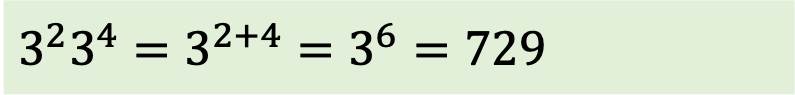 3²3⁴ = 3²⁺⁴ = 3⁶ = 729